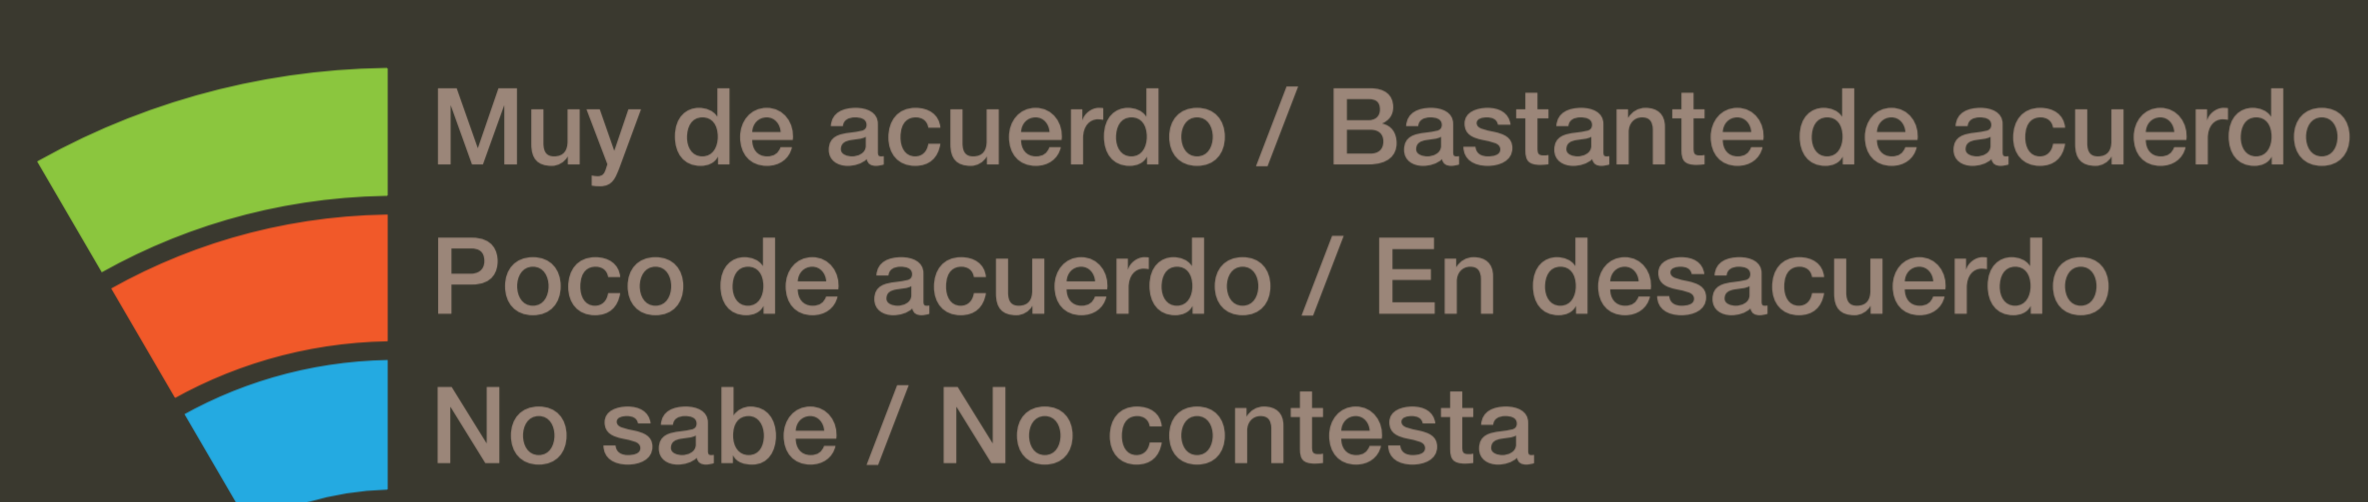 Muy de acuerdo / Bastante de acuerdo
Poco de acuerdo / En desacuerdo
No sabe / No contesta